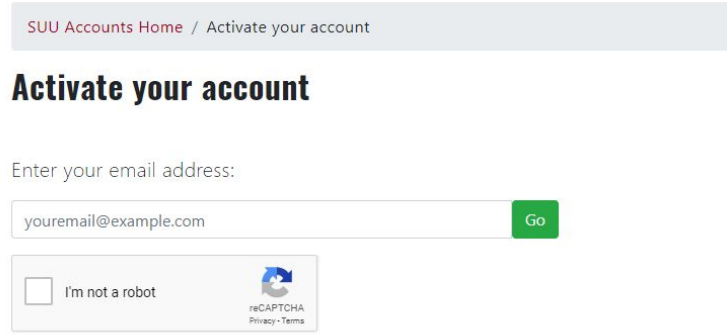 SUU Accounts Home / Activate your account
Activate your account
Enter your email address:
youremail@example.com
Go
I'm not a robot
reCAPTCHA
Privacy - Terms